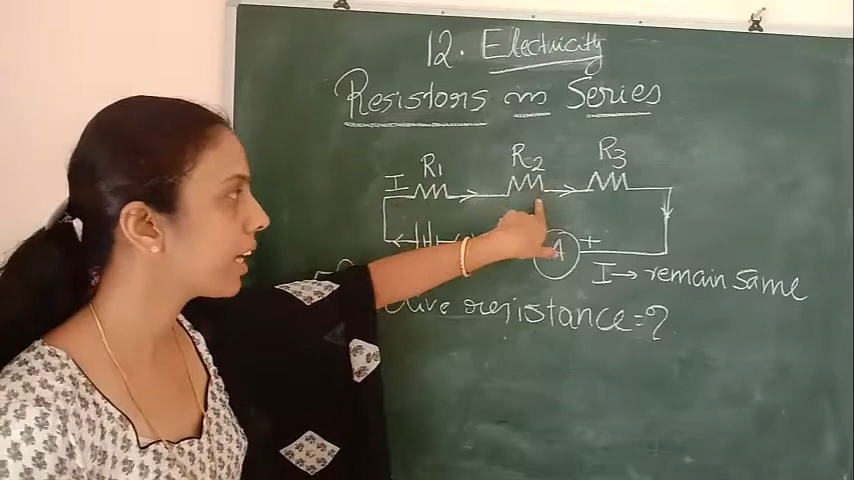 12. Electricity
Resistors in Series
R1 R2 R3
I
A +
I → remain same
resistance = ?